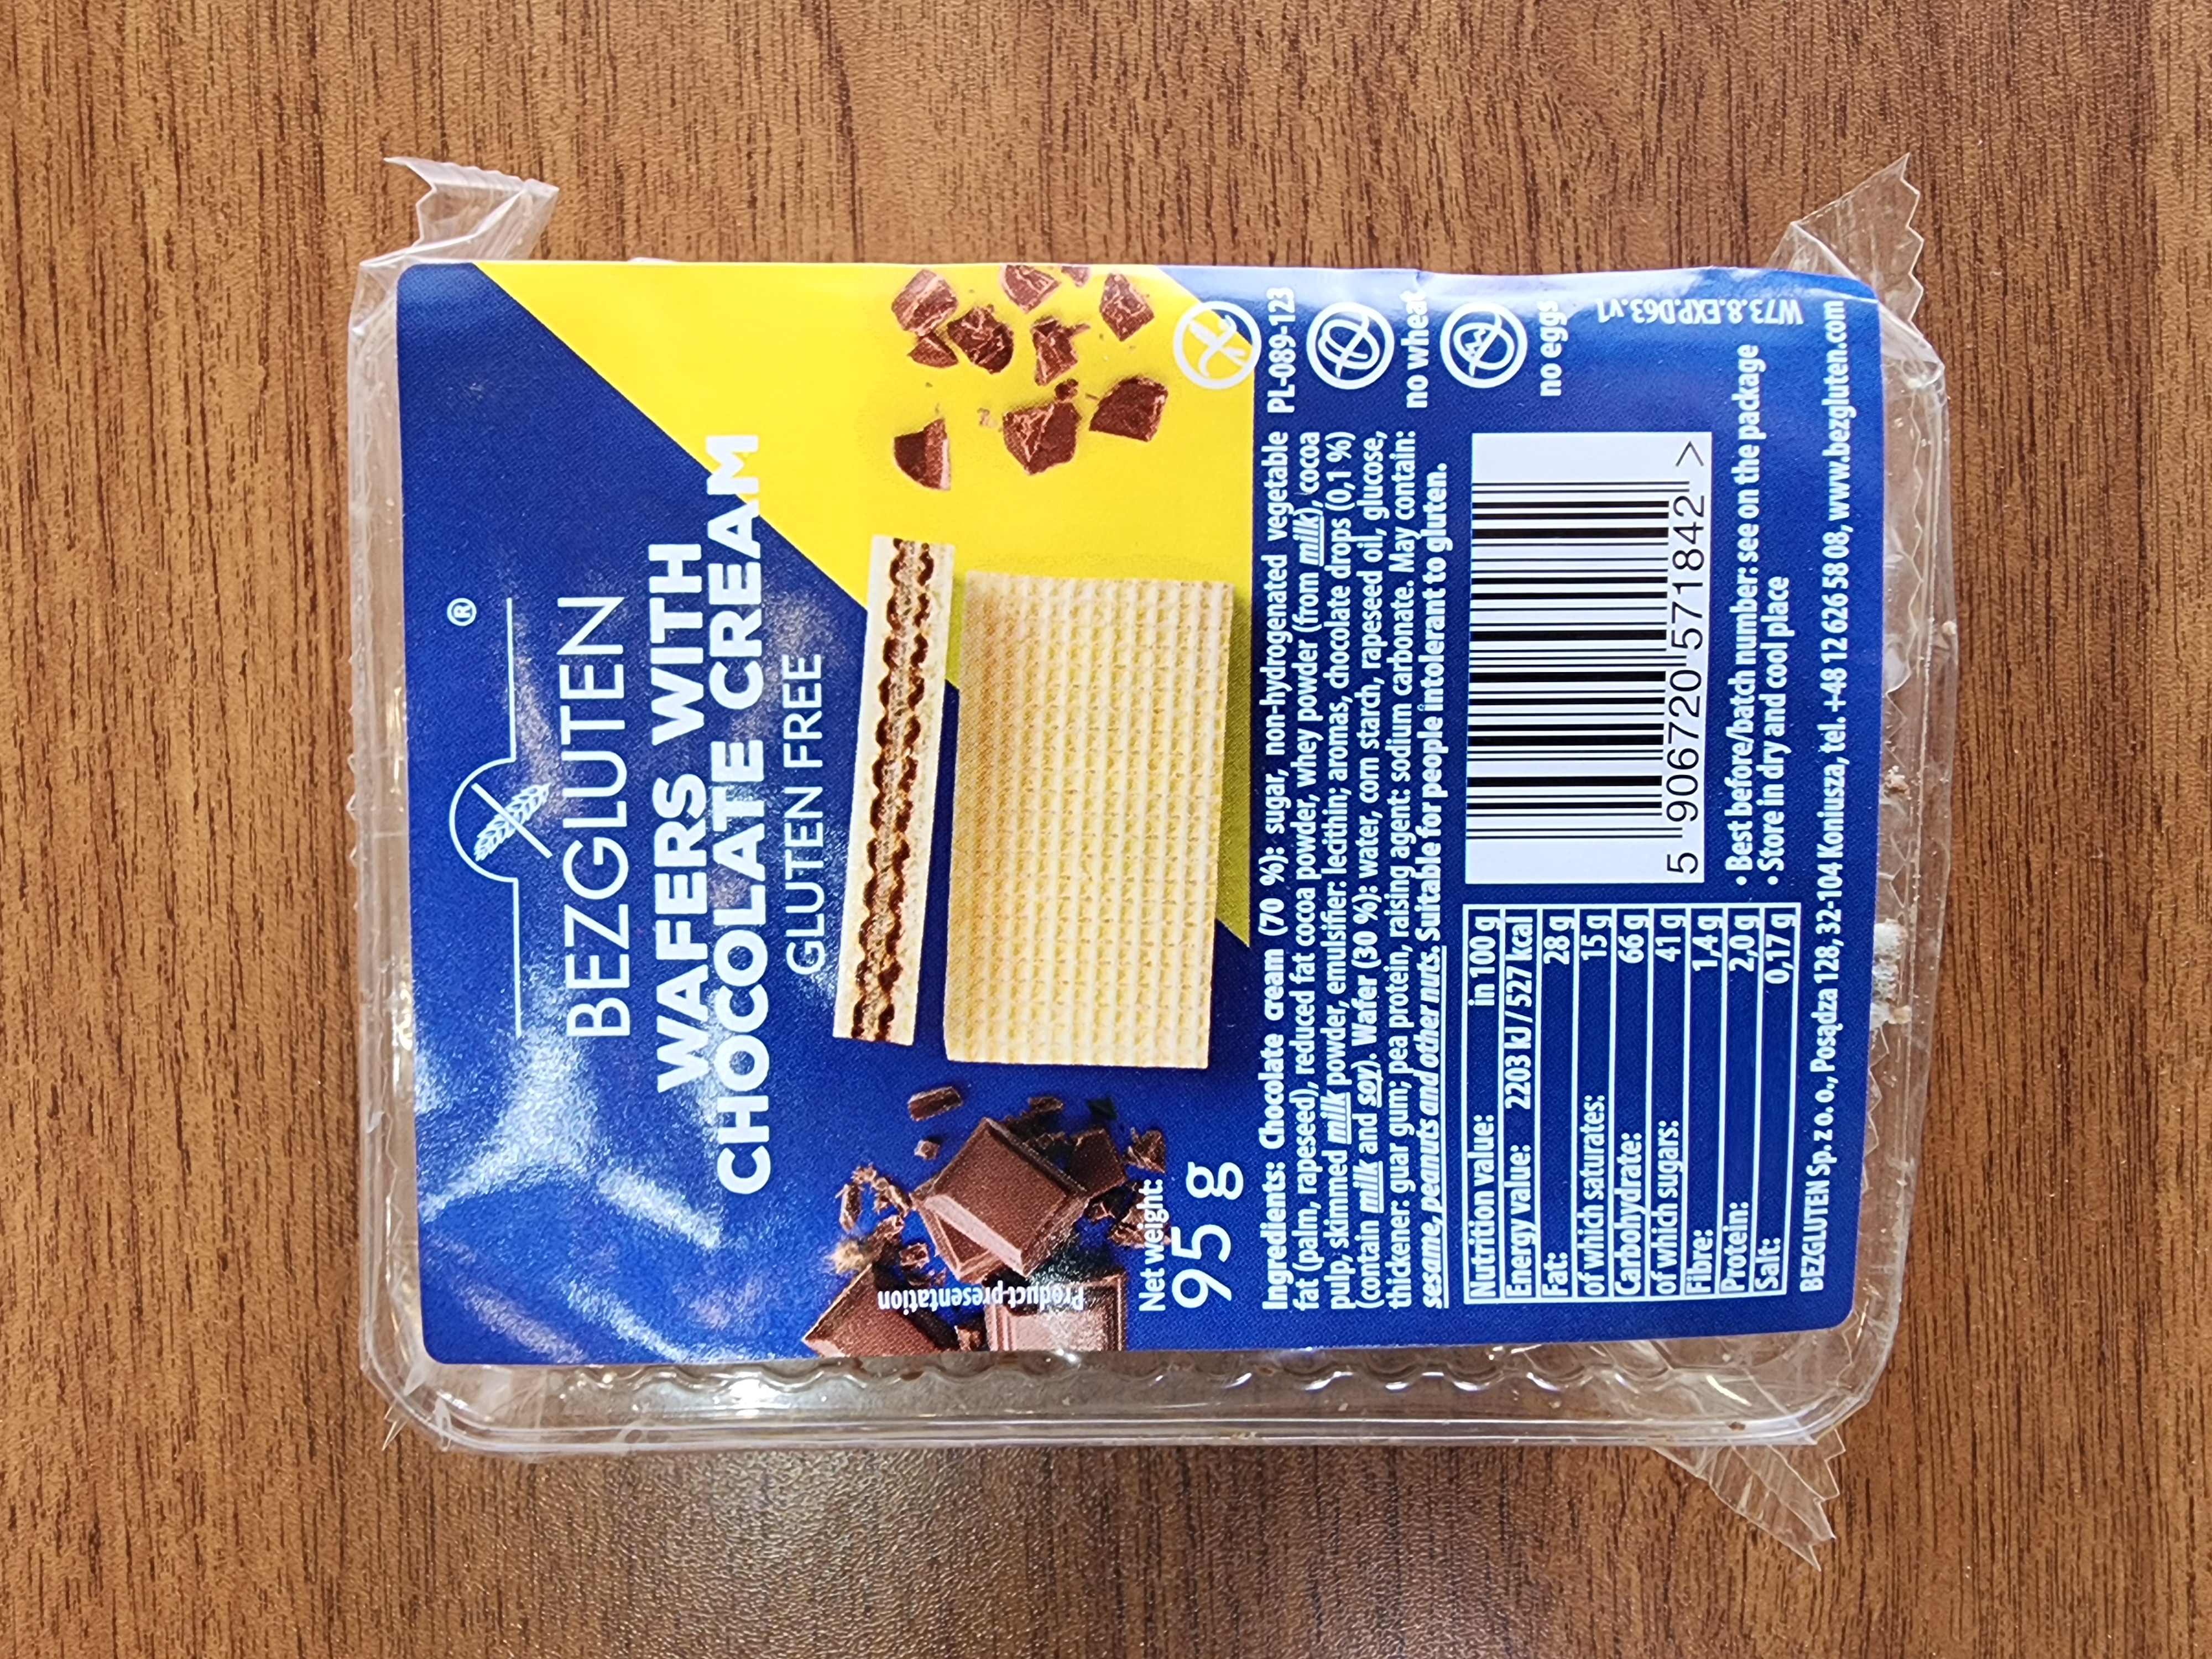 ®
BEZGLUTEN
WAFERS WITH
CHOCOLATE CREAM
GLUTEN FREE
Product presentation
Net weight:
95 g
Ingredients: Chocolate cream (70 %): sugar, non-hydrogenated vegetable
fat (palm, rapeseed), reduced fat cocoa powder, whey powder (from milk), cocoa
pulp, skimmed milk powder, emulsifier: lecithin; aromas, chocolate drops (0,1 %)
(contain milk and soy). Wafer (30 %): water, corn starch, rapeseed oil, glucose,
thickener: guar gum; pea protein, raising agent: sodium carbonate. May contain:
sesame, peanuts and other nuts. Suitable for people intolerant to gluten.
PL-089-123
no wheat
no eggs
Nutrition value: in 100 g
Energy value: 2203 kJ / 527 kcal
Fat: 28 g
of which saturates: 15 g
Carbohydrate: 66 g
of which sugars: 41 g
Fibre: 1,4 g
Protein: 2,0 g
Salt: 0,17 g
5 906720 571842 >
• Best before/batch number: see on the package
• Store in dry and cool place
W73.8.EXP.D63.v1
BEZGLUTEN Sp. z o. o., Posądza 128, 32-104 Koniusza, tel. +48 12 626 58 08, www.bezgluten.com